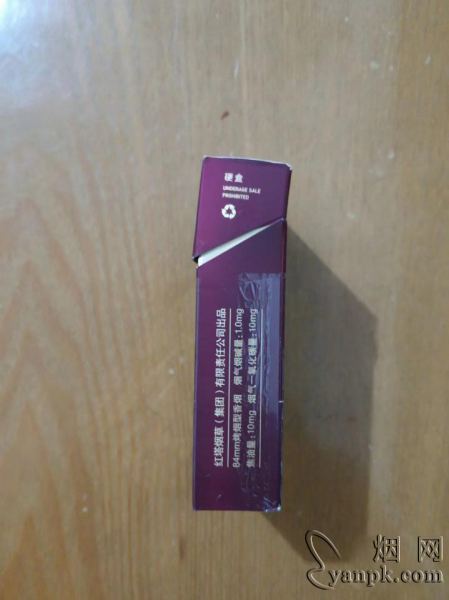 硬盒
UNDERAGE SALE
PROHIBITED
红塔烟草（集团）有限责任公司出品
84mm烤烟型香烟 烟气烟碱量：1.0mg
焦油量：10mg 烟气一氧化碳量：10mg
烟网
yanpk.com